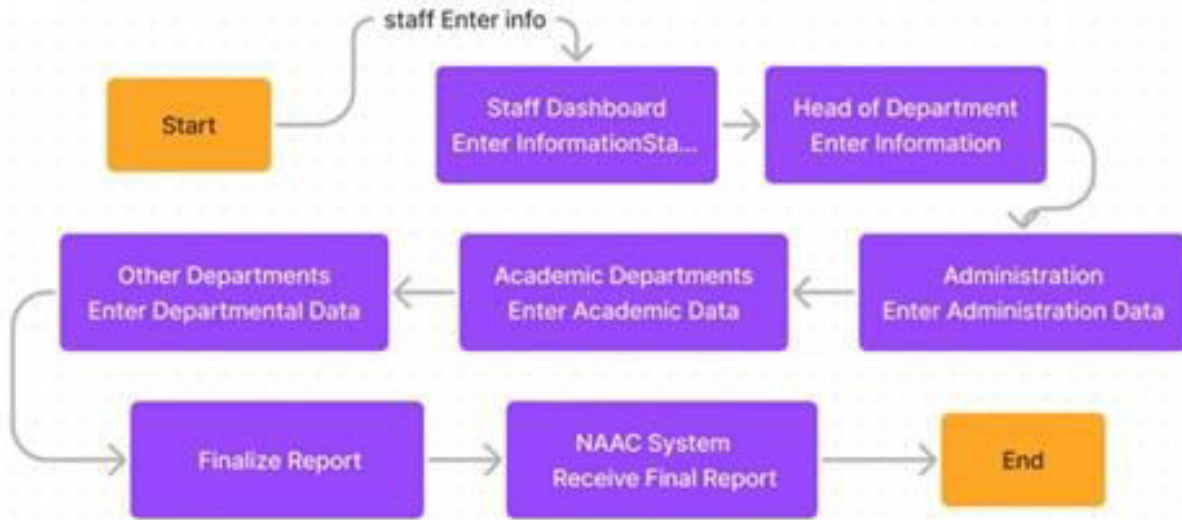 staff Enter info
Start
Staff Dashboard
Enter InformationSta...
Head of Department
Enter Information
Administration
Enter Administration Data
Academic Departments
Enter Academic Data
Other Departments
Enter Departmental Data
Finalize Report
NAAC System
Receive Final Report
End